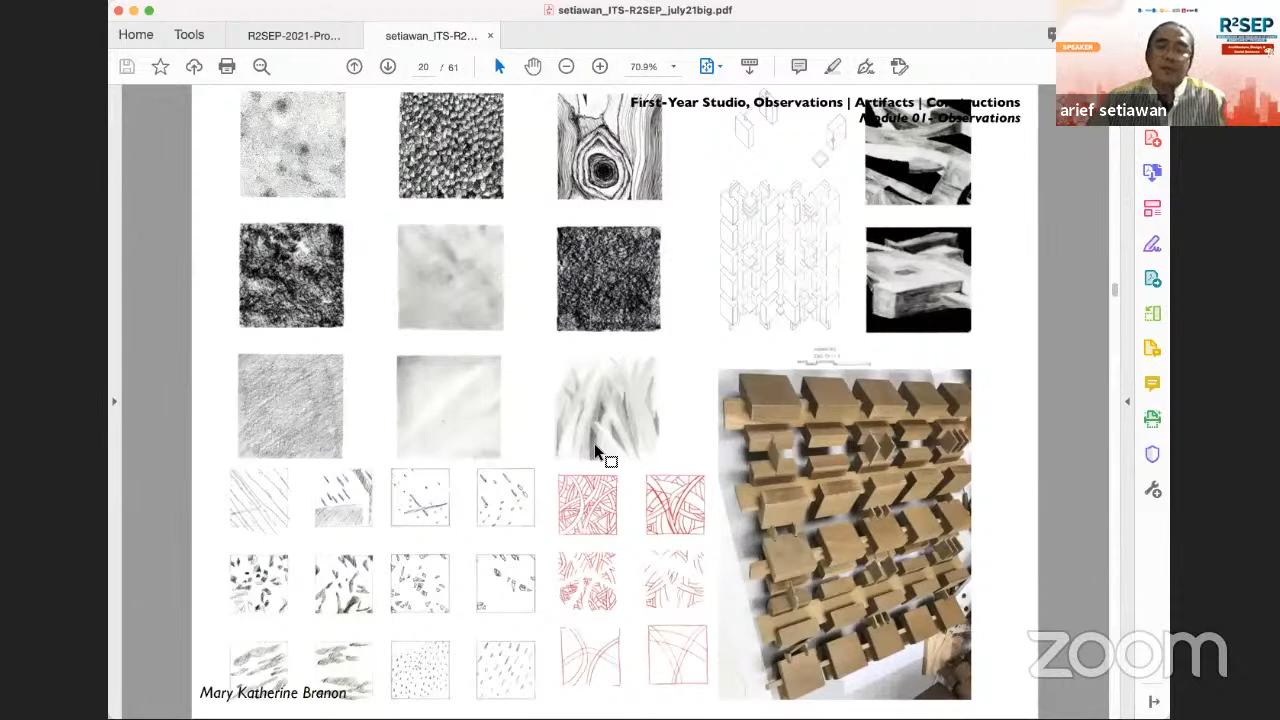 setiawan_ITS-R2SEP_july21big.pdf
Home
Tools
R2SEP-2021-Pro...
setiawan_ITS-R2...
20 / 61
70.9%
First-Year Studio, Observations | Artifacts | Constructions
Module 01- Observations
Mary Katherine Branon
SPEAKER
R²SEP
arief setiawan
zoom